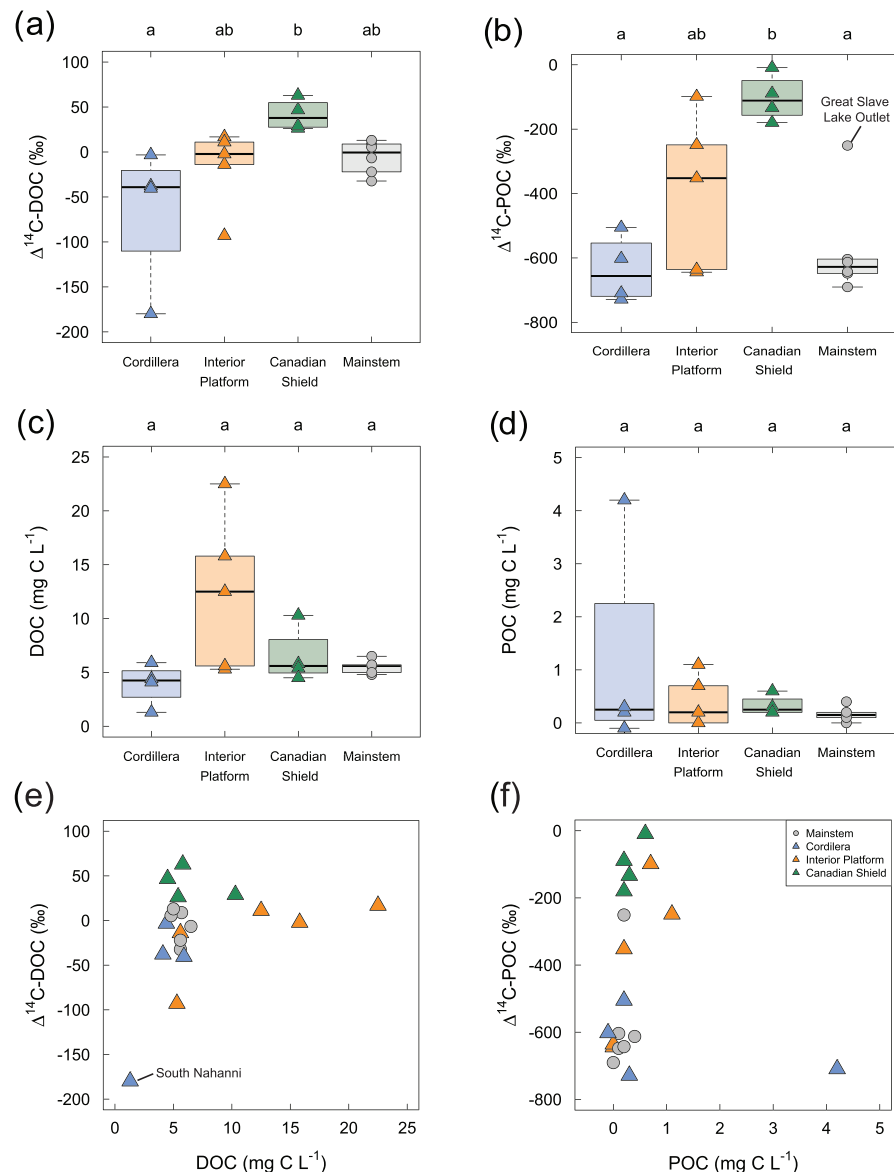 (a)
a ab b ab
Δ¹⁴C-DOC (‰)
100
50
0
-50
-100
-150
-200
Cordillera
Interior
Platform
Canadian
Shield
Mainstem
(b)
a ab b a
Δ¹⁴C-POC (‰)
0
-200
-400
-600
-800
Great Slave
Lake Outlet
Cordillera
Interior
Platform
Canadian
Shield
Mainstem
(c)
a a a a
DOC (mg C L⁻¹)
25
20
15
10
5
0
Cordillera
Interior
Platform
Canadian
Shield
Mainstem
(d)
a a a a
POC (mg C L⁻¹)
5
4
3
2
1
0
Cordillera
Interior
Platform
Canadian
Shield
Mainstem
(e)
Δ¹⁴C-DOC (‰)
100
50
0
-50
-100
-150
-200
South Nahanni
0 5 10 15 20 25
DOC (mg C L⁻¹)
(f)
Δ¹⁴C-POC (‰)
0
-200
-400
-600
-800
Mainstem
Cordilera
Interior Platform
Canadian Shield
0 1 2 3 4 5
POC (mg C L⁻¹)